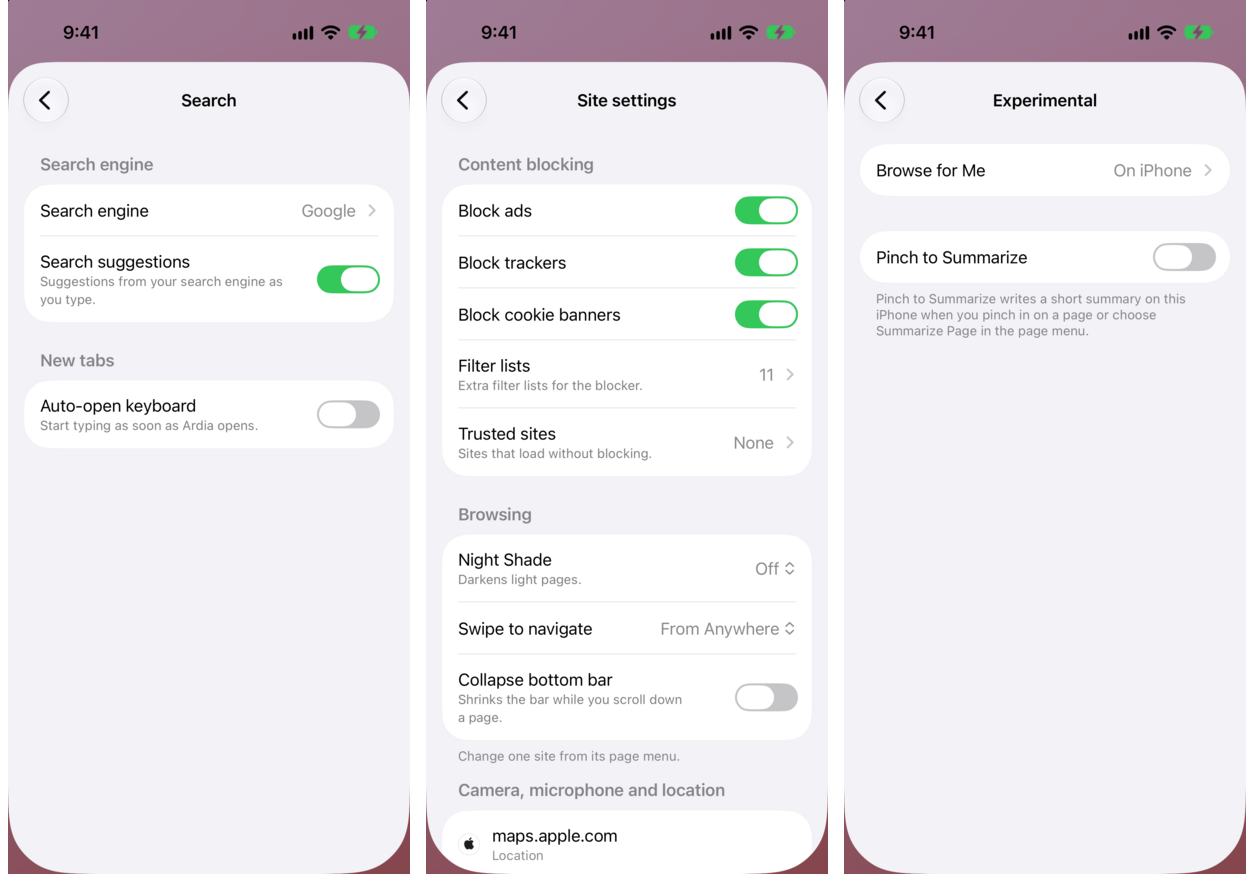 9:41
Search
Search engine
Search engine
Google
Search suggestions
Suggestions from your search engine as
you type.
New tabs
Auto-open keyboard
Start typing as soon as Ardia opens.
9:41
Site settings
Content blocking
Block ads
Block trackers
Block cookie banners
Filter lists
Extra filter lists for the blocker.
11
Trusted sites
Sites that load without blocking.
None
Browsing
Night Shade
Darkens light pages.
Off
Swipe to navigate
From Anywhere
Collapse bottom bar
Shrinks the bar while you scroll down
a page.
Change one site from its page menu.
Camera, microphone and location
maps.apple.com
Location
9:41
Experimental
Browse for Me
On iPhone
Pinch to Summarize
Pinch to Summarize writes a short summary on this
iPhone when you pinch in on a page or choose
Summarize Page in the page menu.